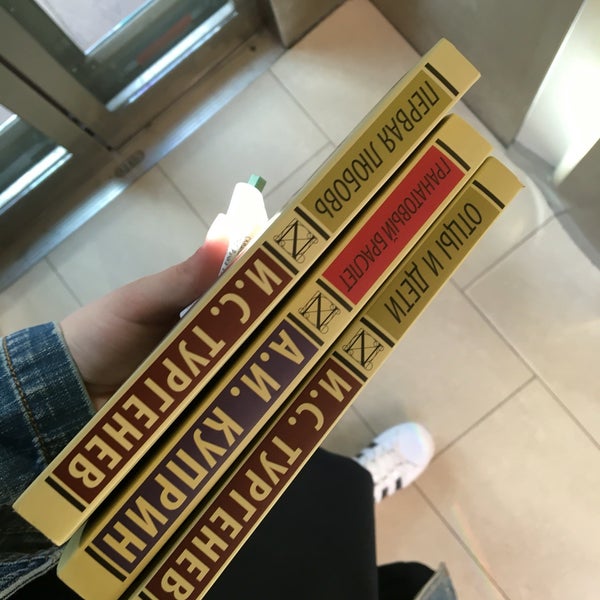 И.С. ТУРГЕНЕВ
ПЕРВАЯ ЛЮБОВЬ
А.И. КУПРИН
ГРАНАТОВЫЙ БРАСЛЕТ
И.С. ТУРГЕНЕВ
ОТЦЫ И ДЕТИ